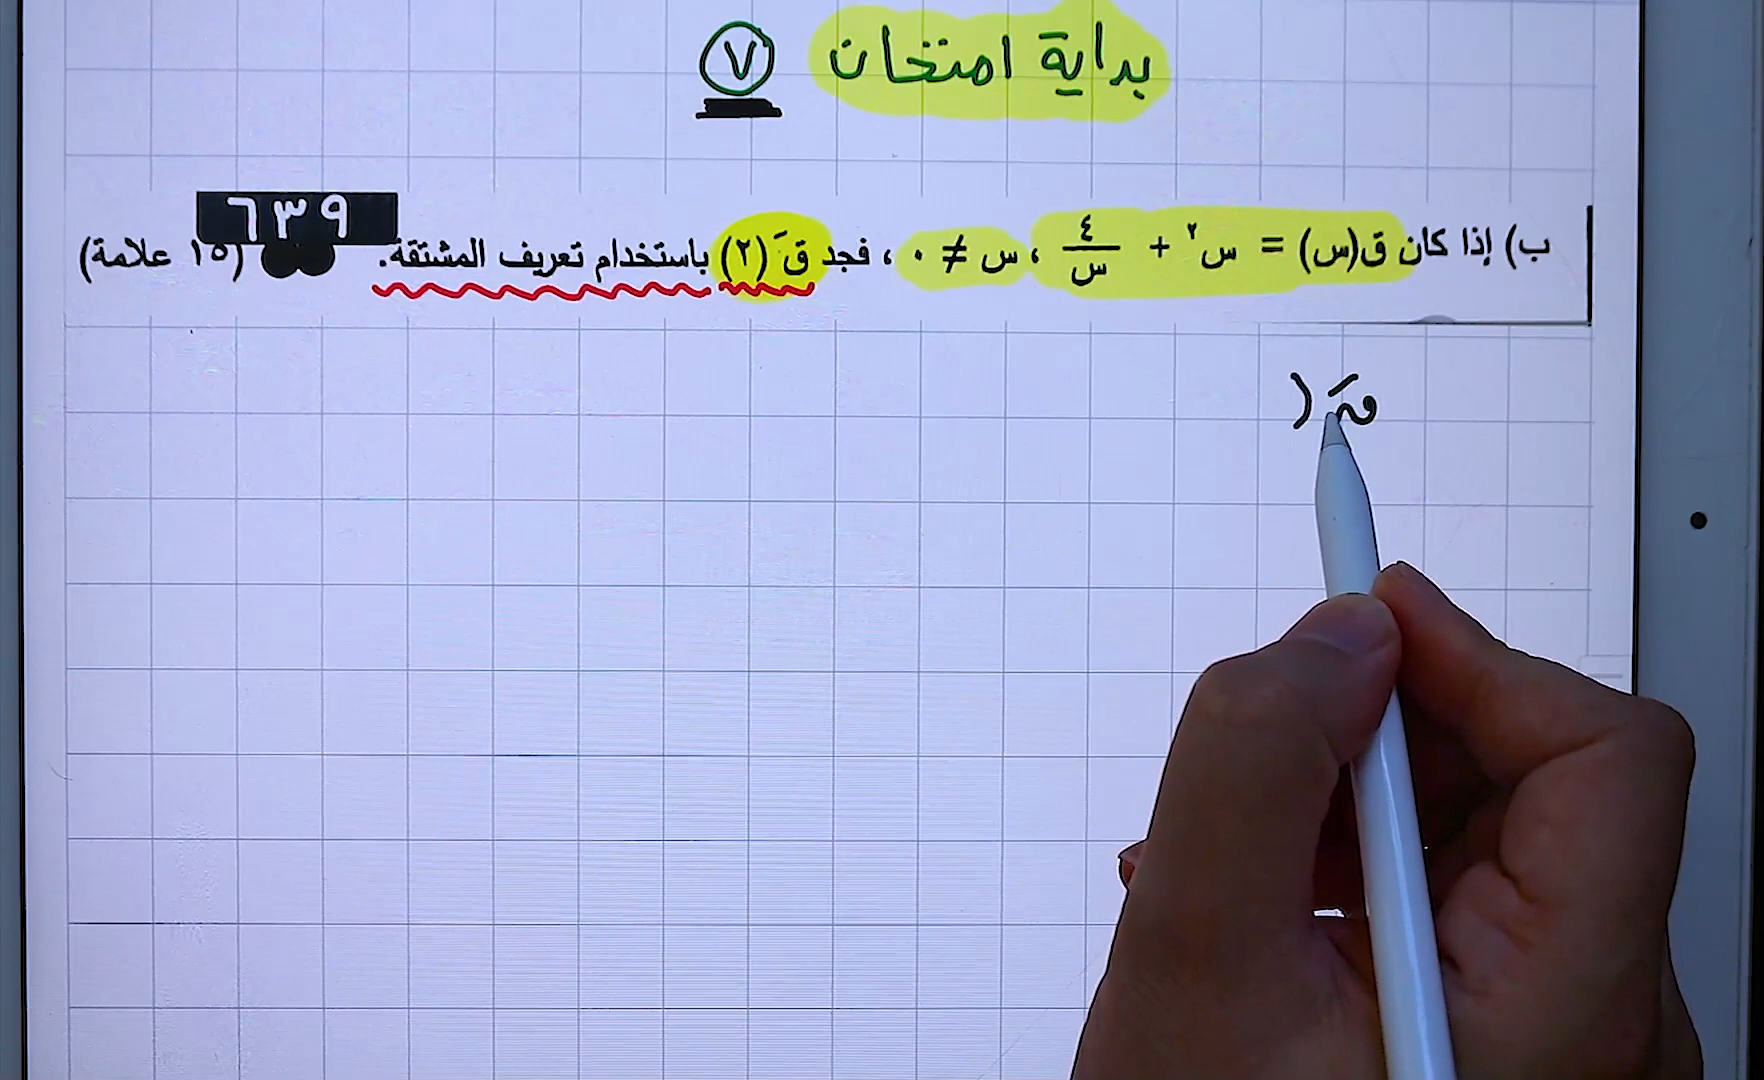 بداية امتحان ٧
ب) إذا كان ق(س) = س٢ + ٤/س ، س ≠ ٠ ، فجد قَ (٢) باستخدام تعريف المشتقة. (١٥ علامة)
٦٣٩
قَ (